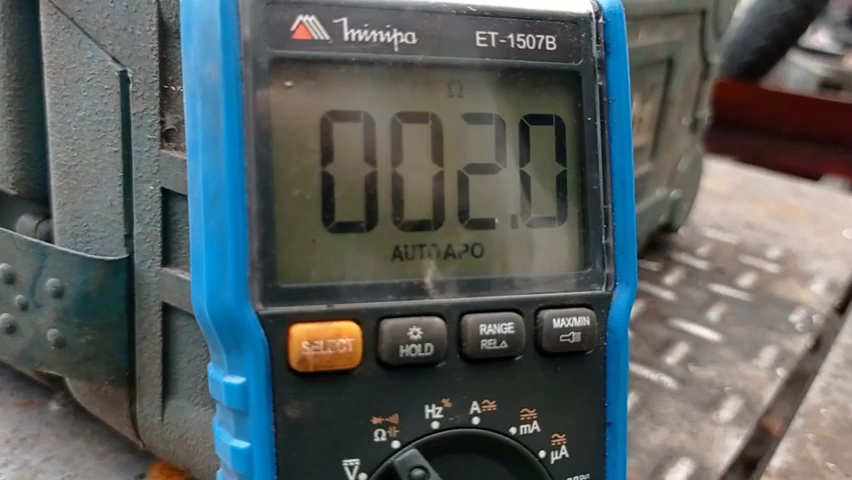 minipa ET-1507B
Ω
002.0
AUTO APO
SELECT
HOLD
RANGE
REL△
MAX/MIN
Hz%
A
mA
Ω
µA
V